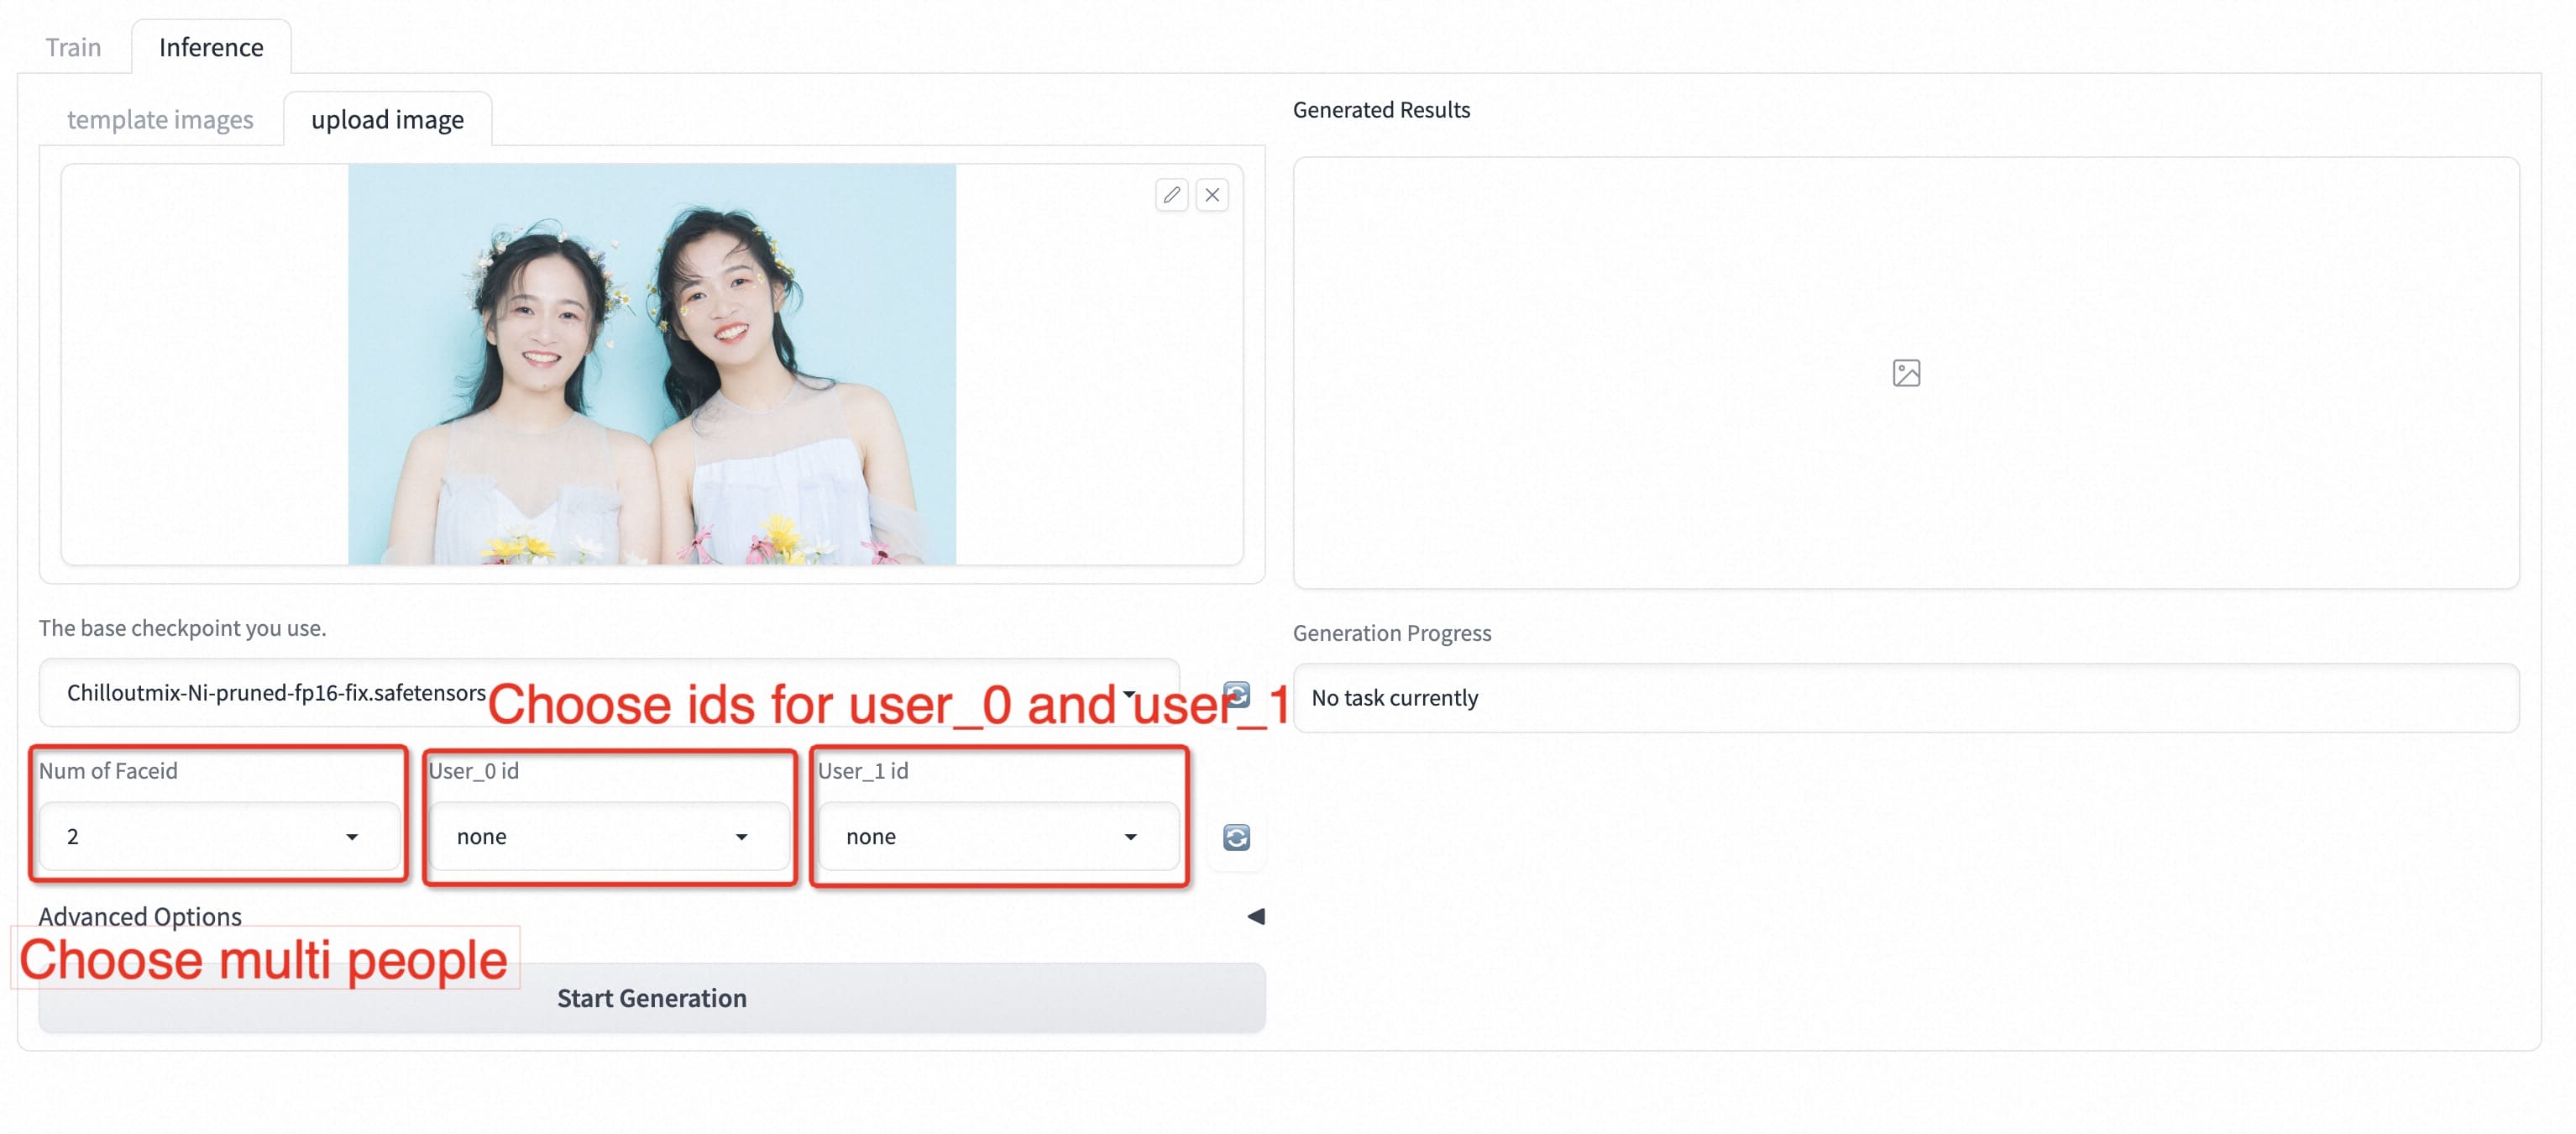 Train
Inference
template images
upload image
Generated Results
The base checkpoint you use.
Chilloutmix-Ni-pruned-fp16-fix.safetensors
Choose ids for user_0 and user_1
Generation Progress
No task currently
Num of Faceid
User_0 id
User_1 id
2
none
none
Advanced Options
Choose multi people
Start Generation